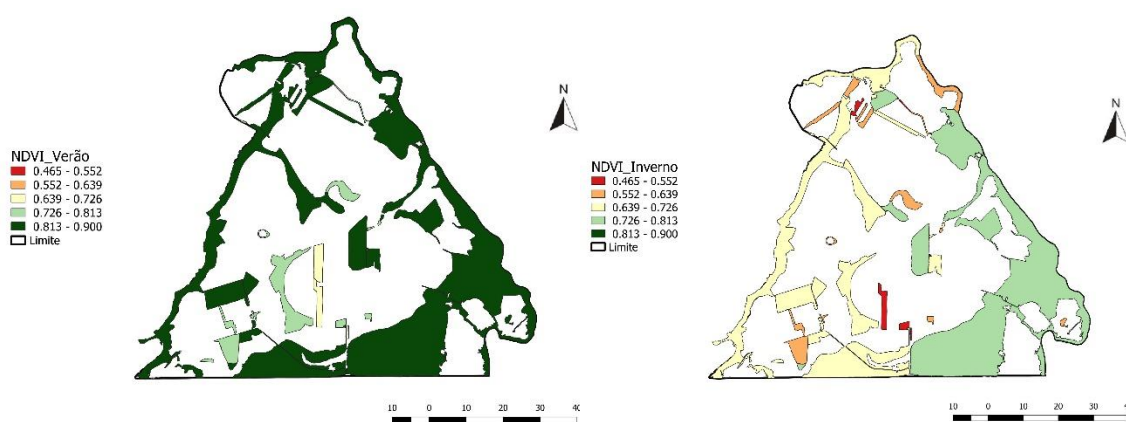 N
NDVI_Verão
0.465 - 0.552
0.552 - 0.639
0.639 - 0.726
0.726 - 0.813
0.813 - 0.900
Limite
10 0 10 20 30 40
N
NDVI_Inverno
0.465 - 0.552
0.552 - 0.639
0.639 - 0.726
0.726 - 0.813
0.813 - 0.900
Limite
10 0 10 20 30